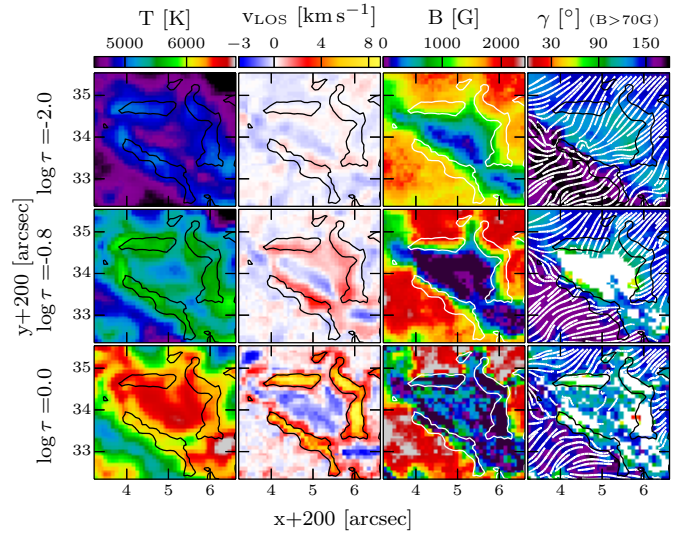 T [K] v_LOS [km s⁻¹] B [G] γ [°] (B>70G)
5000 6000 −3 0 4 8 0 1000 2000 30 90 150
35
34
33
log τ =-2.0
35
34
33
log τ =-0.8
y+200 [arcsec]
35
34
33
log τ =0.0
4 5 6 4 5 6 4 5 6 4 5 6
x+200 [arcsec]